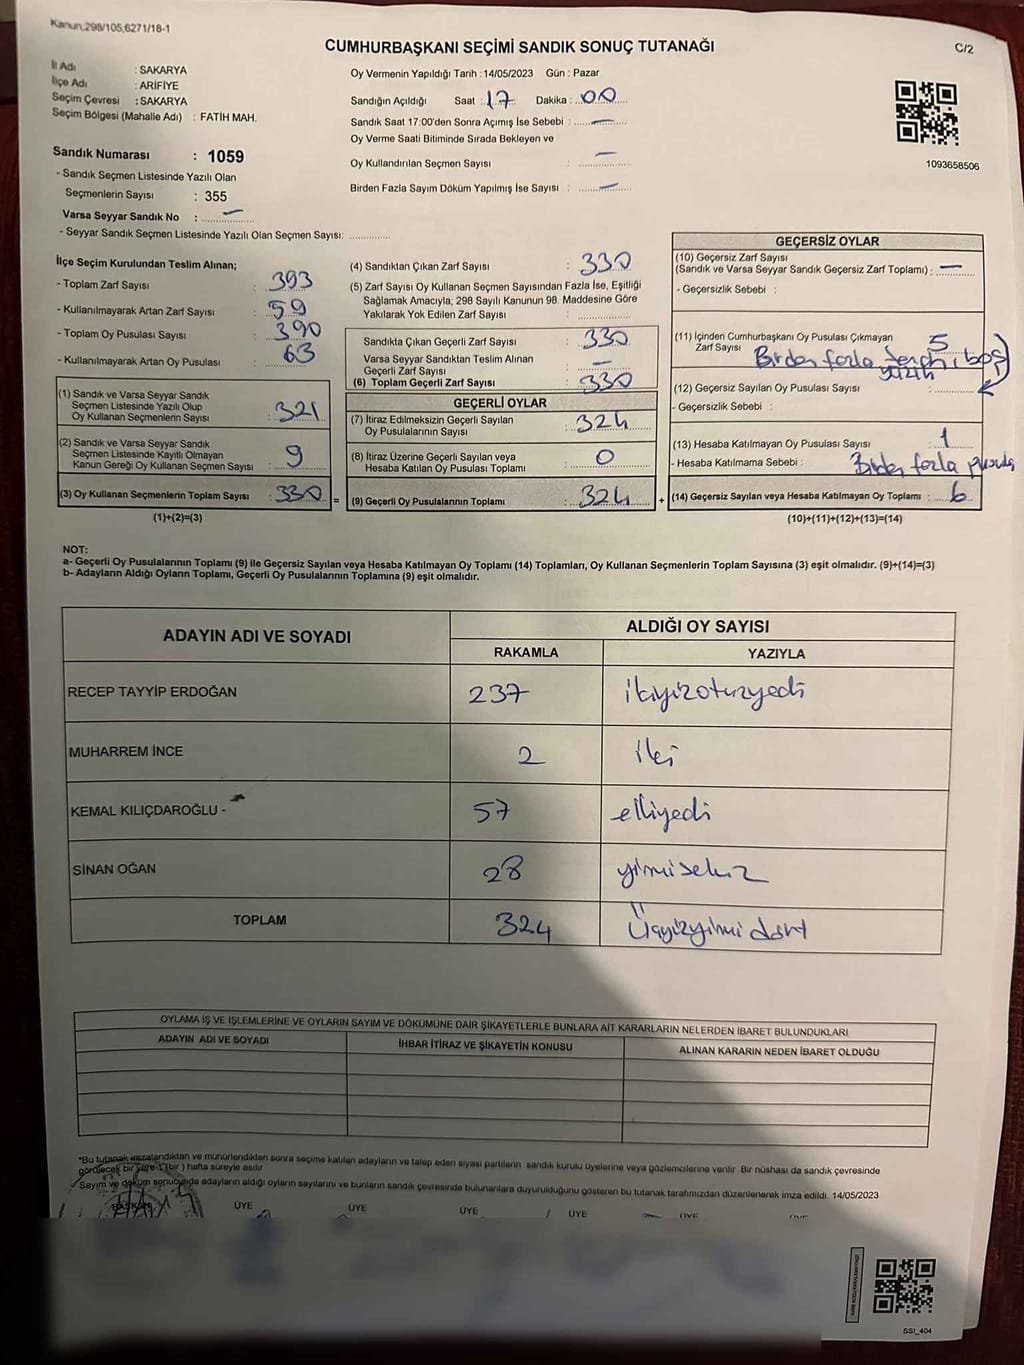 Kanun,298/105,6271/18-1
CUMHURBAŞKANI SEÇİMİ SANDIK SONUÇ TUTANAĞI
C/2
İl Adı : SAKARYA
İlçe Adı : ARİFİYE
Seçim Çevresi : SAKARYA
Seçim Bölgesi (Mahalle Adı) : FATİH MAH.
Sandık Numarası : 1059
- Sandık Seçmen Listesinde Yazılı Olan
Seçmenlerin Sayısı : 355
Varsa Seyyar Sandık No : —
- Seyyar Sandık Seçmen Listesinde Yazılı Olan Seçmen Sayısı: ..............
Oy Vermenin Yapıldığı Tarih : 14/05/2023 Gün : Pazar
Sandığın Açıldığı Saat : 17 Dakika : 00
Sandık Saat 17:00'den Sonra Açımış İse Sebebi : —
Oy Verme Saati Bitiminde Sırada Bekleyen ve
Oy Kullandırılan Seçmen Sayısı : —
Birden Fazla Sayım Döküm Yapılmış İse Sayısı : —
1093658506
İlçe Seçim Kurulundan Teslim Alınan;
- Toplam Zarf Sayısı : 393
- Kullanılmayarak Artan Zarf Sayısı : 59
- Toplam Oy Pusulası Sayısı : 390
- Kullanılmayarak Artan Oy Pusulası : 63
(1) Sandık ve Varsa Seyyar Sandık
Seçmen Listesinde Yazılı Olup
Oy Kullanan Seçmenlerin Sayısı : 321
(2) Sandık ve Varsa Seyyar Sandık
Seçmen Listesinde Kayıtlı Olmayan
Kanun Gereği Oy Kullanan Seçmen Sayısı : 9
(3) Oy Kullanan Seçmenlerin Toplam Sayısı : 330
=
(1)+(2)=(3)
(4) Sandıktan Çıkan Zarf Sayısı : 330
(5) Zarf Sayısı Oy Kullanan Seçmen Sayısından Fazla İse, Eşitliği
Sağlamak Amacıyla, 298 Sayılı Kanunun 98. Maddesine Göre
Yakılarak Yok Edilen Zarf Sayısı : ..............
Sandıkta Çıkan Geçerli Zarf Sayısı : 330
Varsa Seyyar Sandıktan Teslim Alınan
Geçerli Zarf Sayısı : —
(6) Toplam Geçerli Zarf Sayısı : 330
GEÇERLİ OYLAR
(7) İtiraz Edilmeksizin Geçerli Sayılan
Oy Pusulalarının Sayısı : 324
(8) İtiraz Üzerine Geçerli Sayılan veya
Hesaba Katılan Oy Pusulası Toplamı : 0
(9) Geçerli Oy Pusulalarının Toplamı : 324
+
GEÇERSİZ OYLAR
(10) Geçersiz Zarf Sayısı
(Sandık ve Varsa Seyyar Sandık Geçersiz Zarf Toplamı) : —
- Geçersizlik Sebebi :
(11) İçinden Cumhurbaşkanı Oy Pusulası Çıkmayan
Zarf Sayısı : 5
Birden fazla tercih, boş
(12) Geçersiz Sayılan Oy Pusulası Sayısı : ..............
- Geçersizlik Sebebi :
(13) Hesaba Katılmayan Oy Pusulası Sayısı : 1
- Hesaba Katılmama Sebebi : Birden fazla pusula
(14) Geçersiz Sayılan veya Hesaba Katılmayan Oy Toplamı : 6
(10)+(11)+(12)+(13)=(14)
NOT:
a- Geçerli Oy Pusulalarının Toplamı (9) ile Geçersiz Sayılan veya Hesaba Katılmayan Oy Toplamı (14) Toplamları, Oy Kullanan Seçmenlerin Toplam Sayısına (3) eşit olmalıdır. (9)+(14)=(3)
b- Adayların Aldığı Oyların Toplamı, Geçerli Oy Pusulalarının Toplamına (9) eşit olmalıdır.
ADAYIN ADI VE SOYADI
ALDIĞI OY SAYISI
RAKAMLA YAZIYLA
RECEP TAYYİP ERDOĞAN 237 ikiyüzotuzyedi
MUHARREM İNCE 2 iki
KEMAL KILIÇDAROĞLU - 57 elliyedi
SİNAN OĞAN 28 yirmisekiz
TOPLAM 324 Üçyüzyirmi dört
OYLAMA İŞ VE İŞLEMLERİNE VE OYLARIN SAYIM VE DÖKÜMÜNE DAİR ŞİKAYETLERLE BUNLARA AİT KARARLARIN NELERDEN İBARET BULUNDUKLARI
ADAYIN ADI VE SOYADI İHBAR İTİRAZ VE ŞİKAYETİN KONUSU ALINAN KARARIN NEDEN İBARET OLDUĞU
*Bu tutanak imzalandıktan ve mühürlendikten sonra seçime katılan adayların ve talep eden siyasi partilerin sandık kurulu üyelerine veya gözlemcilerine verilir. Bir nüshası da sandık çevresinde
görülecek bir yere 1 (bir) hafta süreyle asılır
Sayım ve döküm sonucunda adayların aldığı oyların sayılarını ve bunların sandık çevresinde bulunanlara duyurulduğunu gösteren bu tutanak tarafımızdan düzenlenerek imza edildi. 14/05/2023
BAŞKAN ÜYE ÜYE ÜYE ÜYE ÜYE
SSİ_404